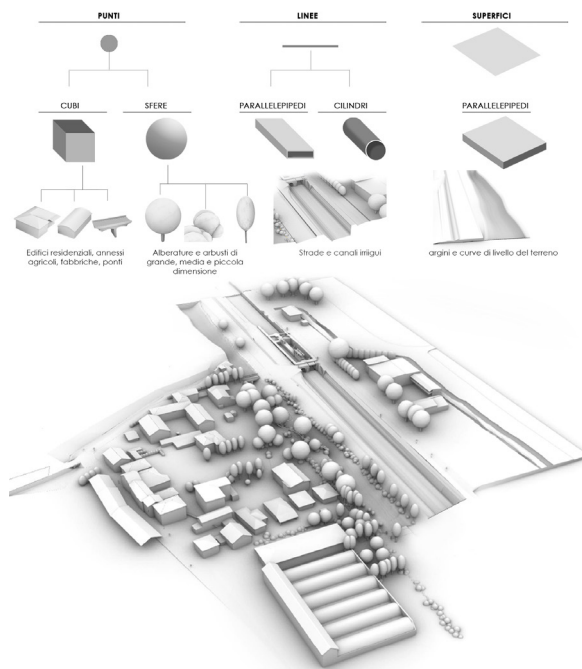 PUNTI
LINEE
SUPERFICI
CUBI
SFERE
PARALLELEPIPEDI
CILINDRI
PARALLELEPIPEDI
Edifici residenziali, annessi
agricoli, fabbriche, ponti
Alberature e arbusti di
grande, media e piccola
dimensione
Strade e canali irriigui
argini e curve di livello del terreno